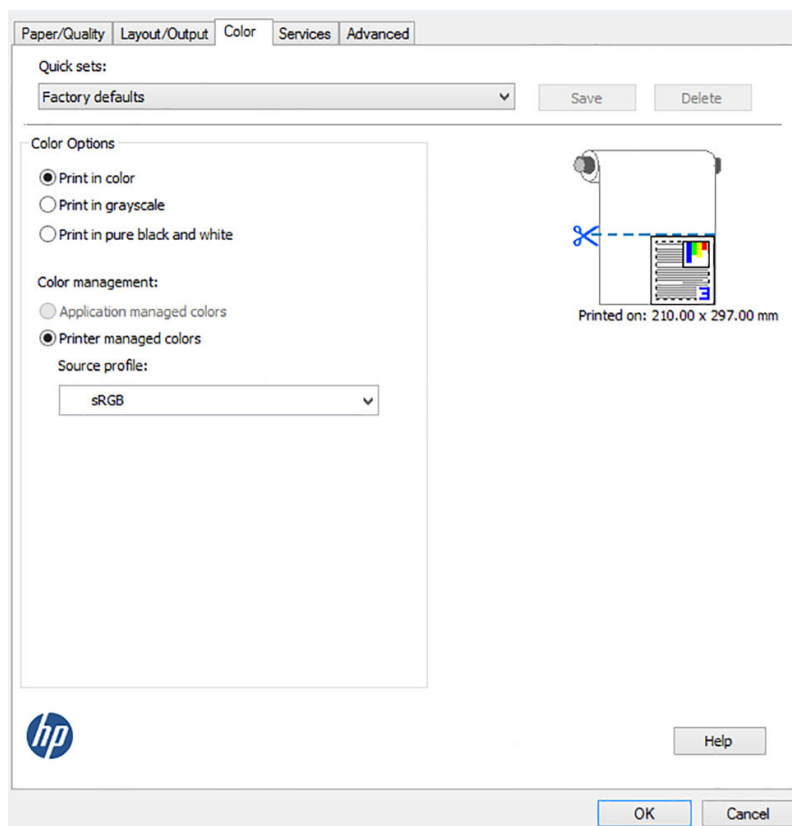 Paper/Quality Layout/Output Color Services Advanced
Quick sets:
Factory defaults Save Delete
Color Options
Print in color
Print in grayscale
Print in pure black and white
Color management:
Application managed colors
Printer managed colors
Printed on: 210.00 x 297.00 mm
Source profile:
sRGB
hp
Help
OK Cancel